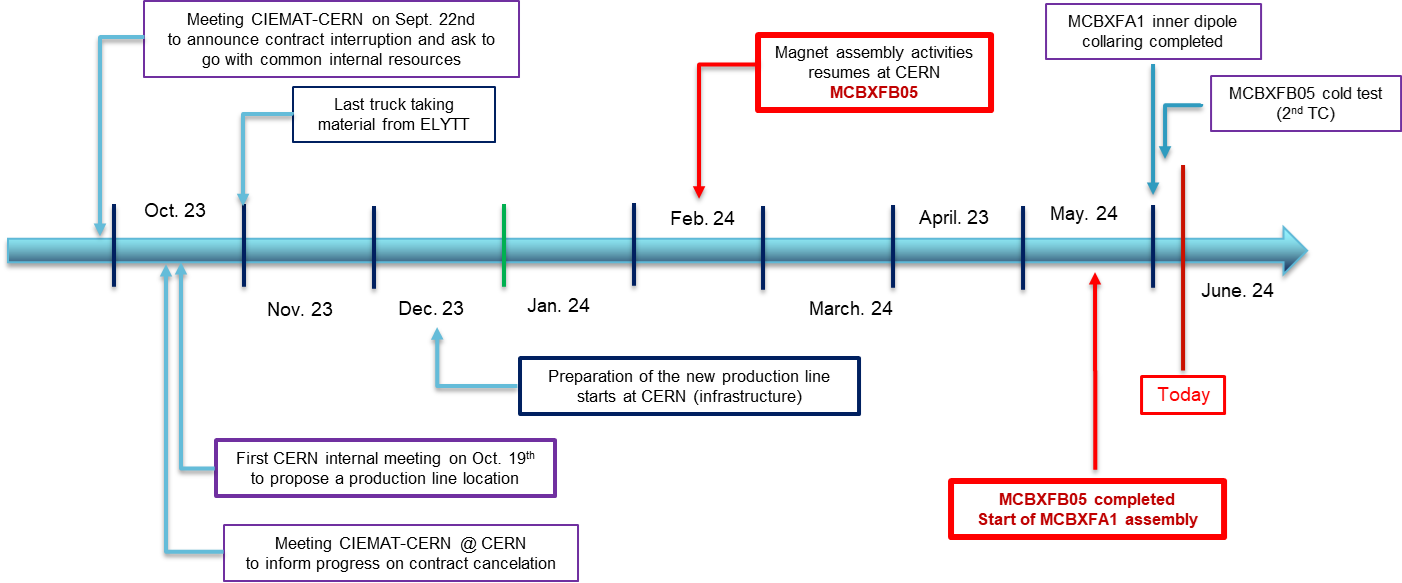 Meeting CIEMAT-CERN on Sept. 22nd
to announce contract interruption and ask to
go with common internal resources
Last truck taking
material from ELYTT
Magnet assembly activities
resumes at CERN
MCBXFB05
MCBXFA1 inner dipole
collaring completed
MCBXFB05 cold test
(2nd TC)
Oct. 23
Nov. 23
Dec. 23
Jan. 24
Feb. 24
March. 24
April. 23
May. 24
June. 24
Preparation of the new production line
starts at CERN (infrastructure)
Today
First CERN internal meeting on Oct. 19th
to propose a production line location
MCBXFB05 completed
Start of MCBXFA1 assembly
Meeting CIEMAT-CERN @ CERN
to inform progress on contract cancelation